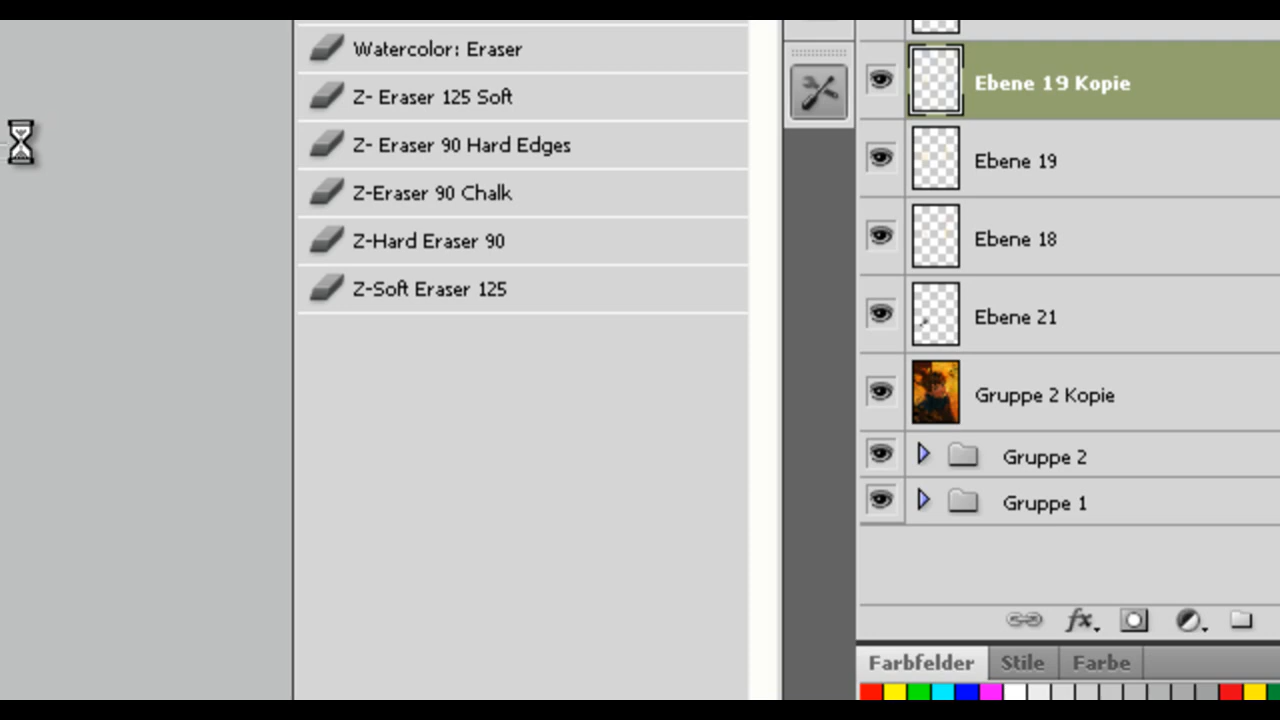 Watercolor: Eraser
Z- Eraser 125 Soft
Z- Eraser 90 Hard Edges
Z-Eraser 90 Chalk
Z-Hard Eraser 90
Z-Soft Eraser 125
Ebene 19 Kopie
Ebene 19
Ebene 18
Ebene 21
Gruppe 2 Kopie
Gruppe 2
Gruppe 1
fx
Farbfelder Stile Farbe